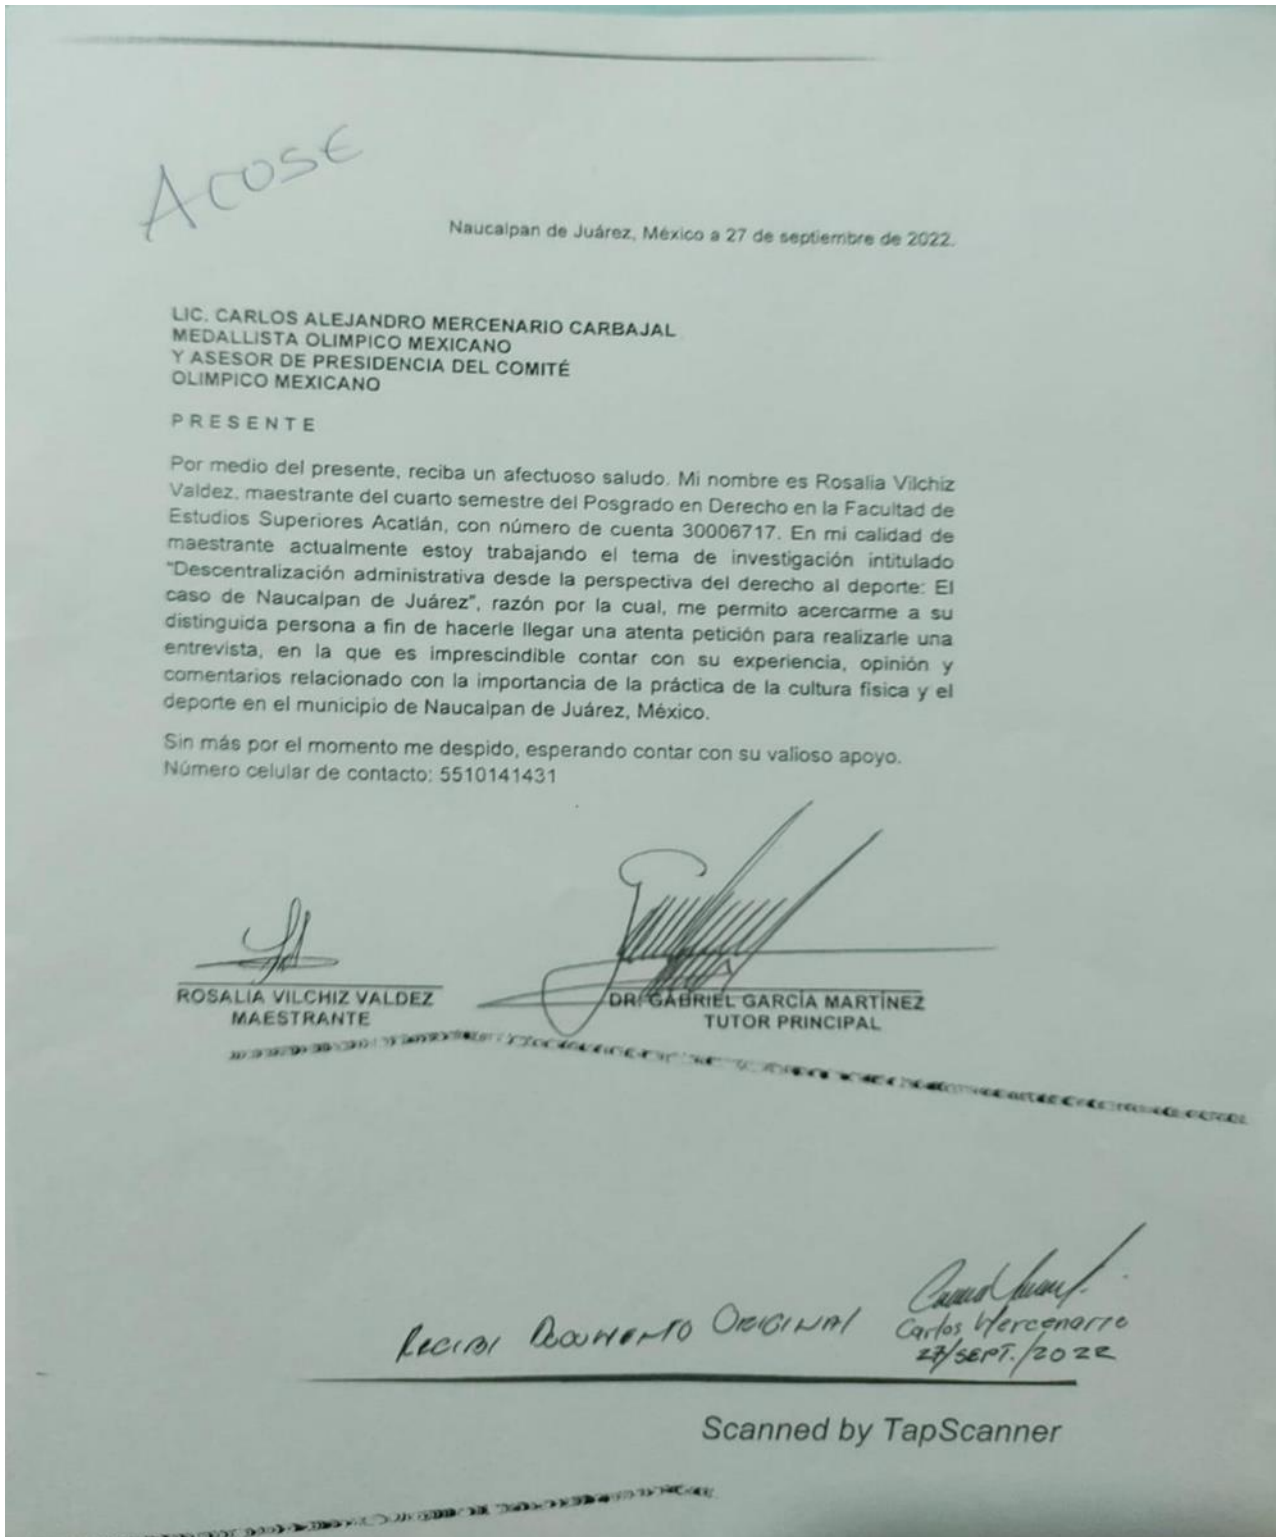 ACOSE
Naucalpan de Juárez, México a 27 de septiembre de 2022.
LIC. CARLOS ALEJANDRO MERCENARIO CARBAJAL
MEDALLISTA OLIMPICO MEXICANO
Y ASESOR DE PRESIDENCIA DEL COMITÉ
OLIMPICO MEXICANO
P R E S E N T E
Por medio del presente, reciba un afectuoso saludo. Mi nombre es Rosalia Vilchiz
Valdez, maestrante del cuarto semestre del Posgrado en Derecho en la Facultad de
Estudios Superiores Acatlán, con número de cuenta 30006717. En mi calidad de
maestrante actualmente estoy trabajando el tema de investigación intitulado
"Descentralización administrativa desde la perspectiva del derecho al deporte: El
caso de Naucalpan de Juárez", razón por la cual, me permito acercarme a su
distinguida persona a fin de hacerle llegar una atenta petición para realizarle una
entrevista, en la que es imprescindible contar con su experiencia, opinión y
comentarios relacionado con la importancia de la práctica de la cultura física y el
deporte en el municipio de Naucalpan de Juárez, México.
Sin más por el momento me despido, esperando contar con su valioso apoyo.
Número celular de contacto: 5510141431
ROSALIA VILCHIZ VALDEZ
MAESTRANTE
DR. GABRIEL GARCÍA MARTÍNEZ
TUTOR PRINCIPAL
RECIBI DOCUMENTO ORIGINAL
Carlos Mercenario
27/SEPT./2022
Scanned by TapScanner